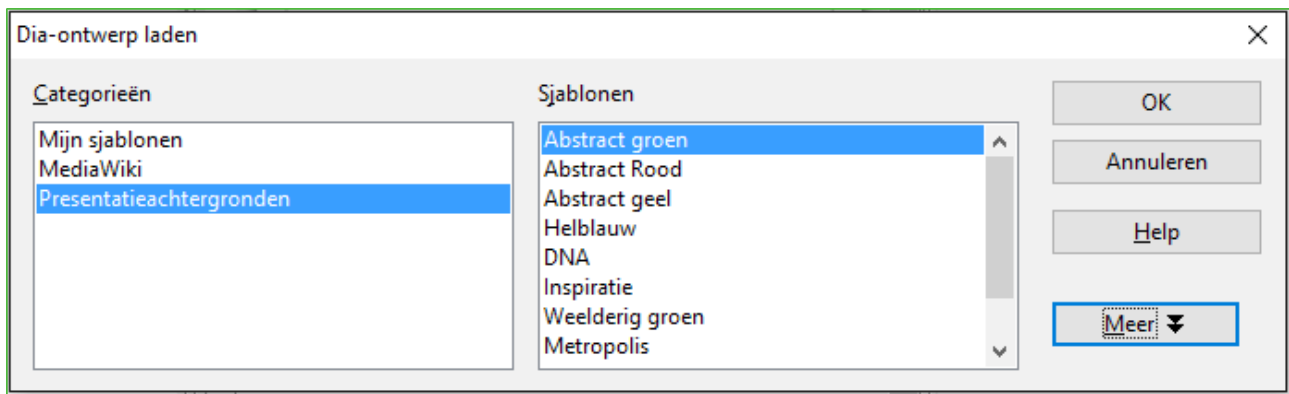 Dia-ontwerp laden
Categorieën
Mijn sjablonen
MediaWiki
Presentatieachtergronden
Sjablonen
Abstract groen
Abstract Rood
Abstract geel
Helblauw
DNA
Inspiratie
Weelderig groen
Metropolis
OK
Annuleren
Help
Meer